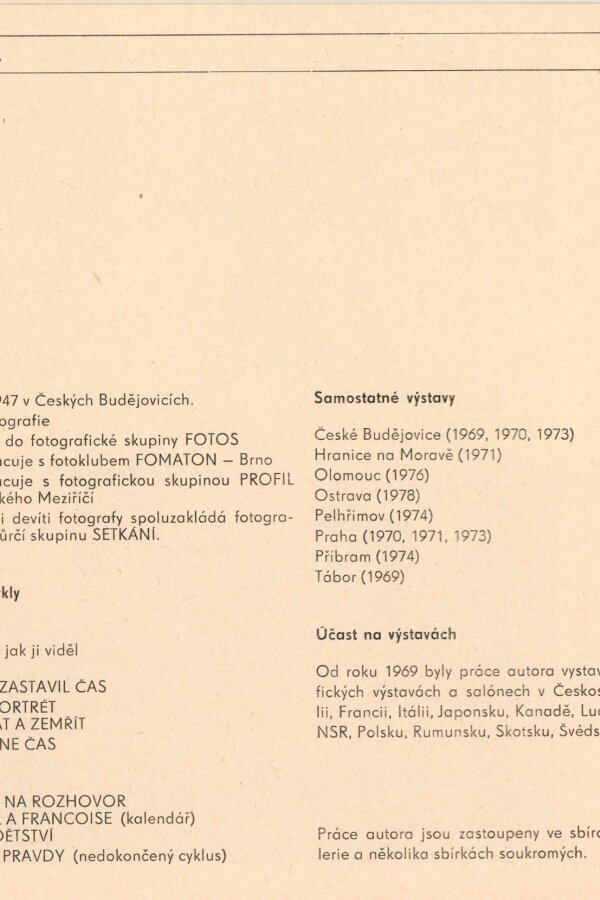 947 v Českých Budějovicích.
ografie
do fotografické skupiny FOTOS
acuje s fotoklubem FOMATON — Brno
acuje s fotografickou skupinou PROFIL
kého Meziříčí
i devíti fotografy spoluzakládá fotogra-
ůrčí skupinu SETKÁNÍ.
kly
jak ji viděl
ZASTAVIL ČAS
ORTRÉT
AT A ZEMŘÍT
NE ČAS
NA ROZHOVOR
L A FRANCOISE (kalendář)
DĚTSTVÍ
PRAVDY (nedokončený cyklus)
Samostatné výstavy
České Budějovice (1969, 1970, 1973)
Hranice na Moravě (1971)
Olomouc (1976)
Ostrava (1978)
Pelhřimov (1974)
Praha (1970, 1971, 1973)
Příbram (1974)
Tábor (1969)
Účast na výstavách
Od roku 1969 byly práce autora vystav
fických výstavách a salónech v Českos
lii, Francii, Itálii, Japonsku, Kanadě, Luc
NSR, Polsku, Rumunsku, Skotsku, Švéds
Práce autora jsou zastoupeny ve sbírc
lerie a několika sbírkách soukromých.